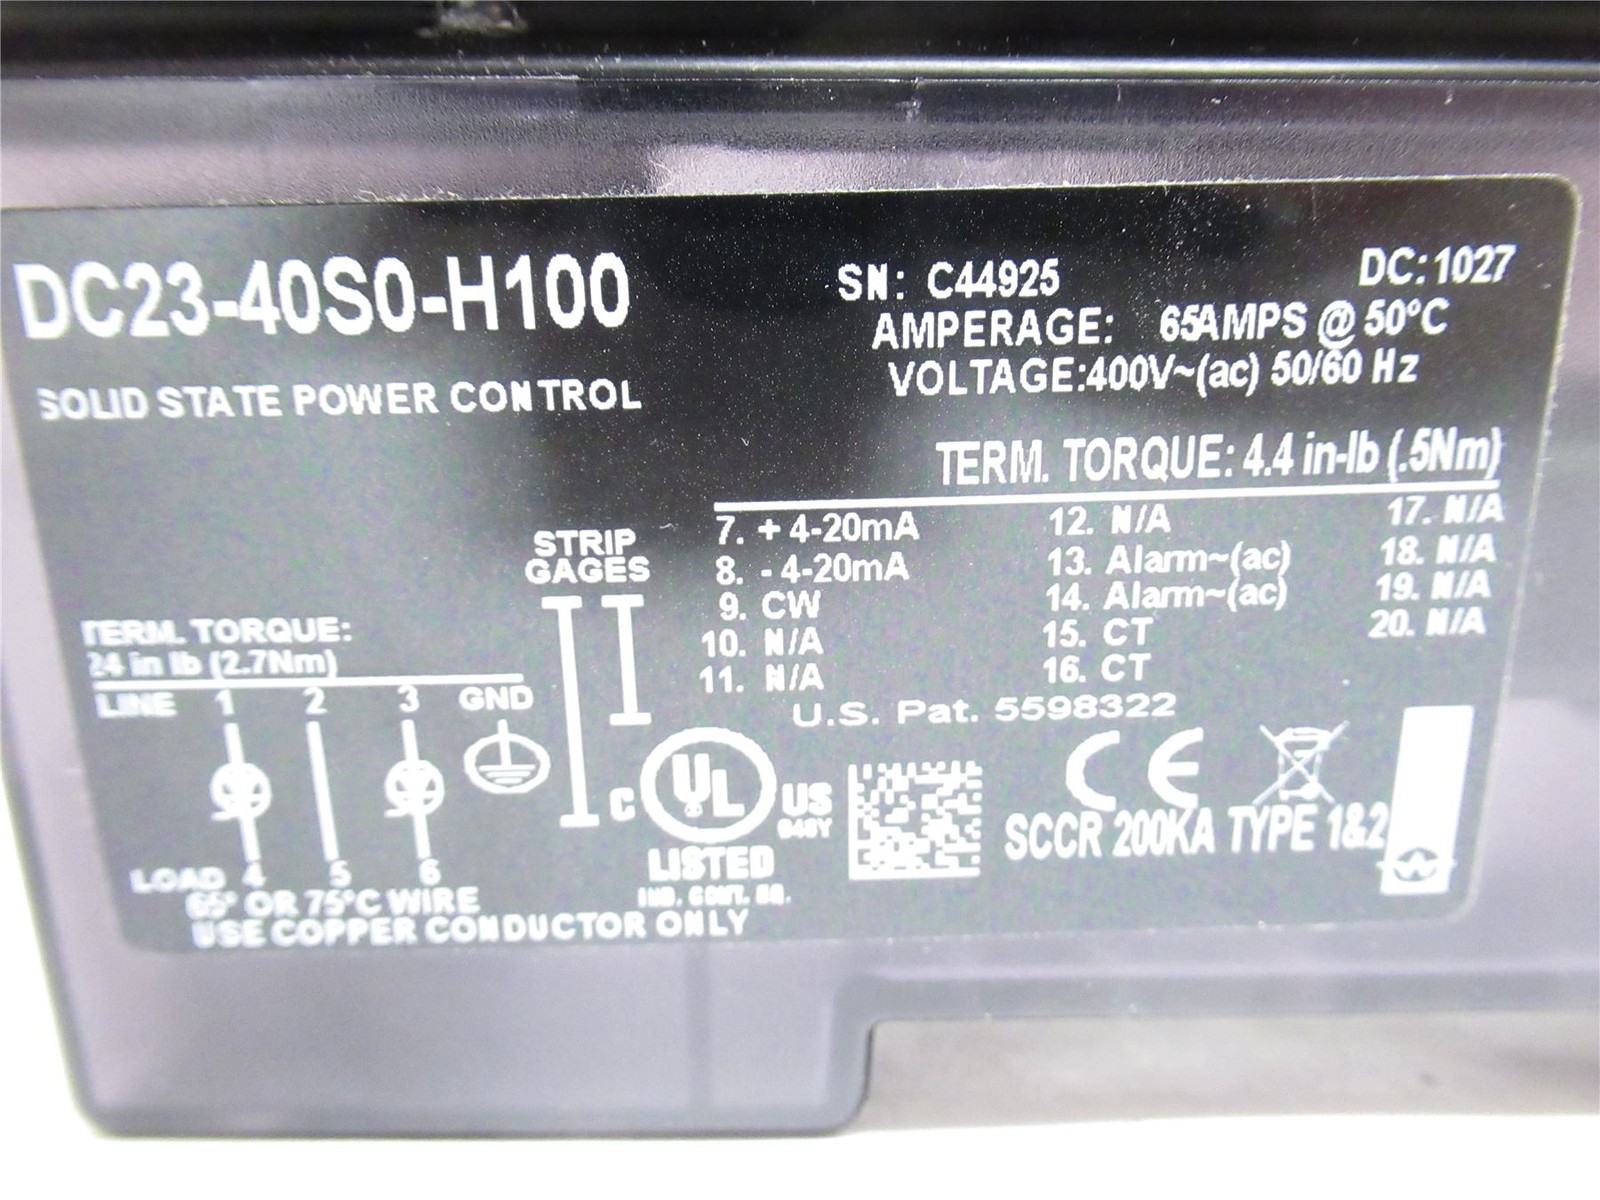 DC23-40S0-H100
SOLID STATE POWER CONTROL
SN: C44925 DC:1027
AMPERAGE: 65AMPS @ 50°C
VOLTAGE:400V~(ac) 50/60 Hz
TERM. TORQUE: 4.4 in-lb (.5Nm)
7. + 4-20mA
8. - 4-20mA
9. CW
10. N/A
11. N/A
12. N/A
13. Alarm~(ac)
14. Alarm~(ac)
15. CT
16. CT
17. N/A
18. N/A
19. N/A
20. N/A
U.S. Pat. 5598322
STRIP
GAGES
TERM. TORQUE:
24 in lb (2.7Nm)
LINE 1 2 3 GND
LOAD 4 5 6
65° OR 75°C WIRE
USE COPPER CONDUCTOR ONLY
C UL US
LISTED
IND. CONT. EQ.
CE
SCCR 200KA TYPE 1&2